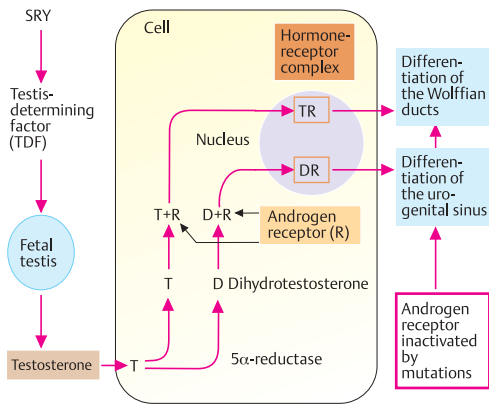 SRY
Testis-
determining
factor
(TDF)
Fetal
testis
Testosterone
Cell
Hormone-
receptor
complex
TR
Nucleus
DR
T+R
D+R
Androgen
receptor (R)
T
D Dihydrotestosterone
T
5α-reductase
Differen-
tiation of
the Wolffian
ducts
Differen-
tiation of
the uro-
genital sinus
Androgen
receptor
inactivated
by
mutations